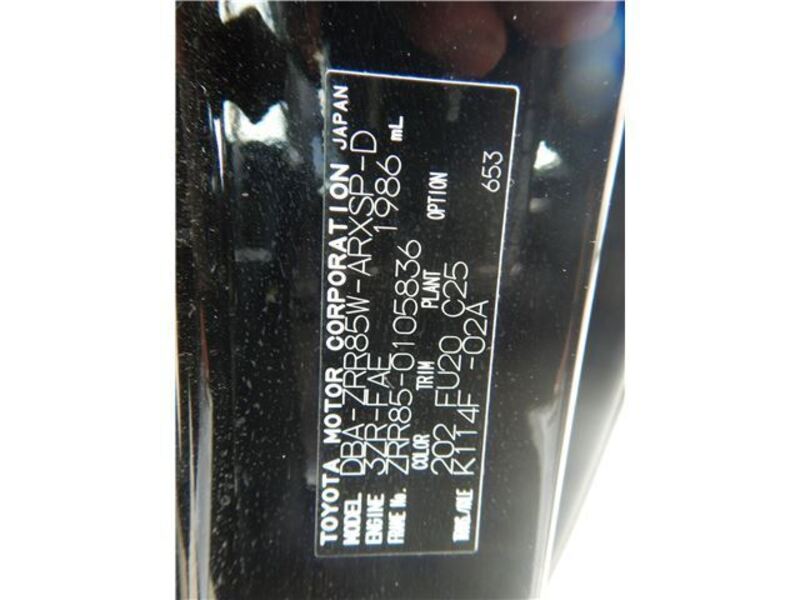 TOYOTA MOTOR CORPORATION JAPAN
MODEL DBA-ZRR85W-ARXSP-D
ENGINE 3ZR-FAE 1986 mL
FRAME No. ZRR85-0105836
COLOR TRIM PLANT OPTION
202 FU20 C25
TRANS/AXLE K114F -02A 653